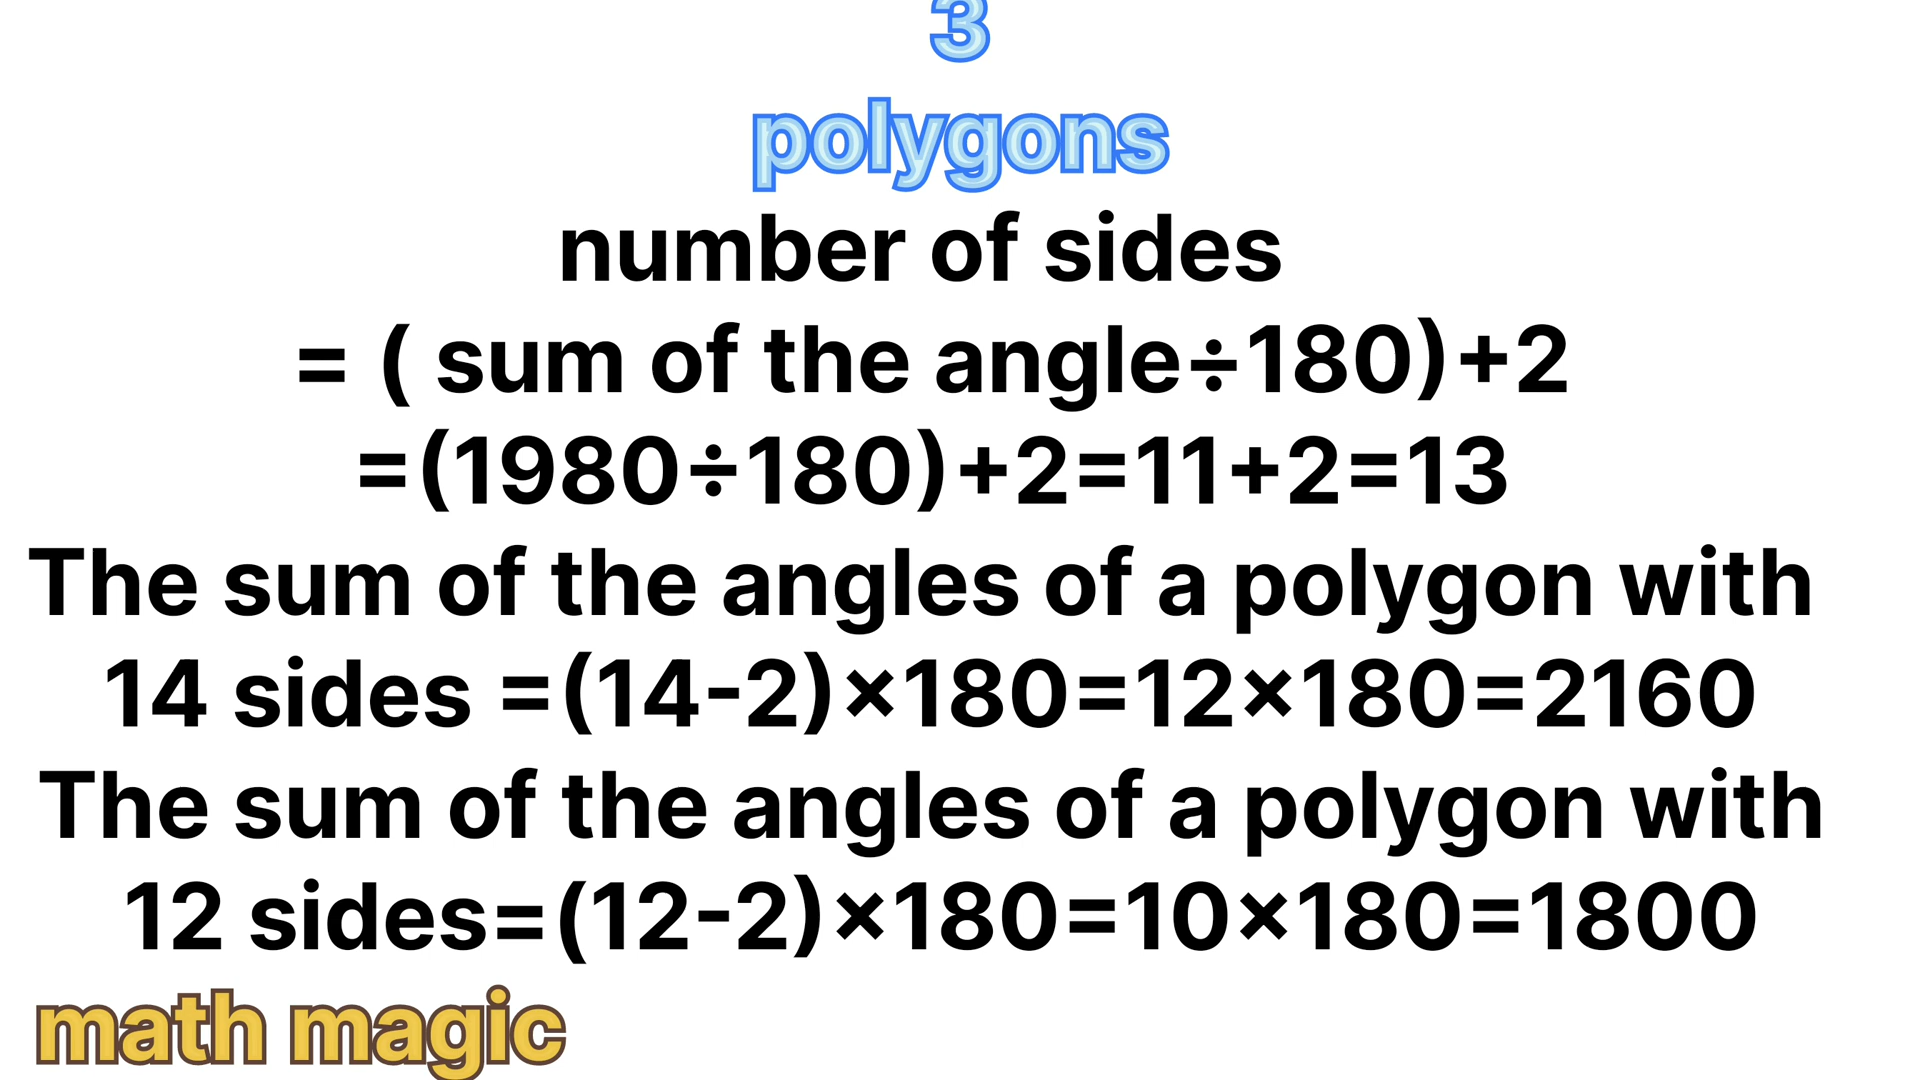 3
polygons
number of sides
= ( sum of the angle÷180)+2
=(1980÷180)+2=11+2=13
The sum of the angles of a polygon with
14 sides =(14-2)×180=12×180=2160
The sum of the angles of a polygon with
12 sides=(12-2)×180=10×180=1800
math magic